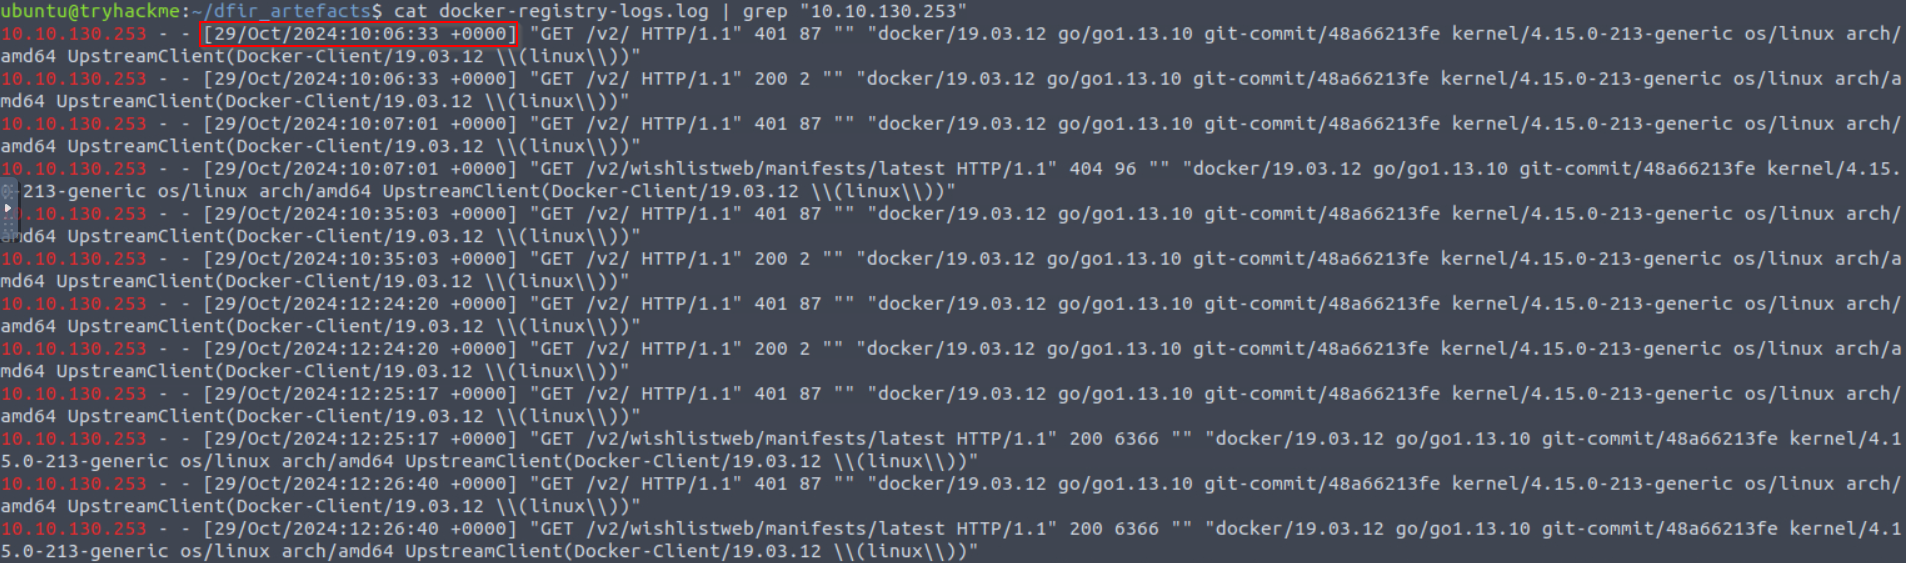 ubuntu@tryhackme:~/dfir_artefacts$ cat docker-registry-logs.log | grep "10.10.130.253"
10.10.130.253 - - [29/Oct/2024:10:06:33 +0000] "GET /v2/ HTTP/1.1" 401 87 "" "docker/19.03.12 go/go1.13.10 git-commit/48a66213fe kernel/4.15.0-213-generic os/linux arch/
amd64 UpstreamClient(Docker-Client/19.03.12 \\(linux\\))"
10.10.130.253 - - [29/Oct/2024:10:06:33 +0000] "GET /v2/ HTTP/1.1" 200 2 "" "docker/19.03.12 go/go1.13.10 git-commit/48a66213fe kernel/4.15.0-213-generic os/linux arch/a
md64 UpstreamClient(Docker-Client/19.03.12 \\(linux\\))"
10.10.130.253 - - [29/Oct/2024:10:07:01 +0000] "GET /v2/ HTTP/1.1" 401 87 "" "docker/19.03.12 go/go1.13.10 git-commit/48a66213fe kernel/4.15.0-213-generic os/linux arch/
amd64 UpstreamClient(Docker-Client/19.03.12 \\(linux\\))"
10.10.130.253 - - [29/Oct/2024:10:07:01 +0000] "GET /v2/wishlistweb/manifests/latest HTTP/1.1" 404 96 "" "docker/19.03.12 go/go1.13.10 git-commit/48a66213fe kernel/4.15.
0-213-generic os/linux arch/amd64 UpstreamClient(Docker-Client/19.03.12 \\(linux\\))"
10.10.130.253 - - [29/Oct/2024:10:35:03 +0000] "GET /v2/ HTTP/1.1" 401 87 "" "docker/19.03.12 go/go1.13.10 git-commit/48a66213fe kernel/4.15.0-213-generic os/linux arch/
amd64 UpstreamClient(Docker-Client/19.03.12 \\(linux\\))"
10.10.130.253 - - [29/Oct/2024:10:35:03 +0000] "GET /v2/ HTTP/1.1" 200 2 "" "docker/19.03.12 go/go1.13.10 git-commit/48a66213fe kernel/4.15.0-213-generic os/linux arch/a
md64 UpstreamClient(Docker-Client/19.03.12 \\(linux\\))"
10.10.130.253 - - [29/Oct/2024:12:24:20 +0000] "GET /v2/ HTTP/1.1" 401 87 "" "docker/19.03.12 go/go1.13.10 git-commit/48a66213fe kernel/4.15.0-213-generic os/linux arch/
amd64 UpstreamClient(Docker-Client/19.03.12 \\(linux\\))"
10.10.130.253 - - [29/Oct/2024:12:24:20 +0000] "GET /v2/ HTTP/1.1" 200 2 "" "docker/19.03.12 go/go1.13.10 git-commit/48a66213fe kernel/4.15.0-213-generic os/linux arch/a
md64 UpstreamClient(Docker-Client/19.03.12 \\(linux\\))"
10.10.130.253 - - [29/Oct/2024:12:25:17 +0000] "GET /v2/ HTTP/1.1" 401 87 "" "docker/19.03.12 go/go1.13.10 git-commit/48a66213fe kernel/4.15.0-213-generic os/linux arch/
amd64 UpstreamClient(Docker-Client/19.03.12 \\(linux\\))"
10.10.130.253 - - [29/Oct/2024:12:25:17 +0000] "GET /v2/wishlistweb/manifests/latest HTTP/1.1" 200 6366 "" "docker/19.03.12 go/go1.13.10 git-commit/48a66213fe kernel/4.1
5.0-213-generic os/linux arch/amd64 UpstreamClient(Docker-Client/19.03.12 \\(linux\\))"
10.10.130.253 - - [29/Oct/2024:12:26:40 +0000] "GET /v2/ HTTP/1.1" 401 87 "" "docker/19.03.12 go/go1.13.10 git-commit/48a66213fe kernel/4.15.0-213-generic os/linux arch/
amd64 UpstreamClient(Docker-Client/19.03.12 \\(linux\\))"
10.10.130.253 - - [29/Oct/2024:12:26:40 +0000] "GET /v2/wishlistweb/manifests/latest HTTP/1.1" 200 6366 "" "docker/19.03.12 go/go1.13.10 git-commit/48a66213fe kernel/4.1
5.0-213-generic os/linux arch/amd64 UpstreamClient(Docker-Client/19.03.12 \\(linux\\))"